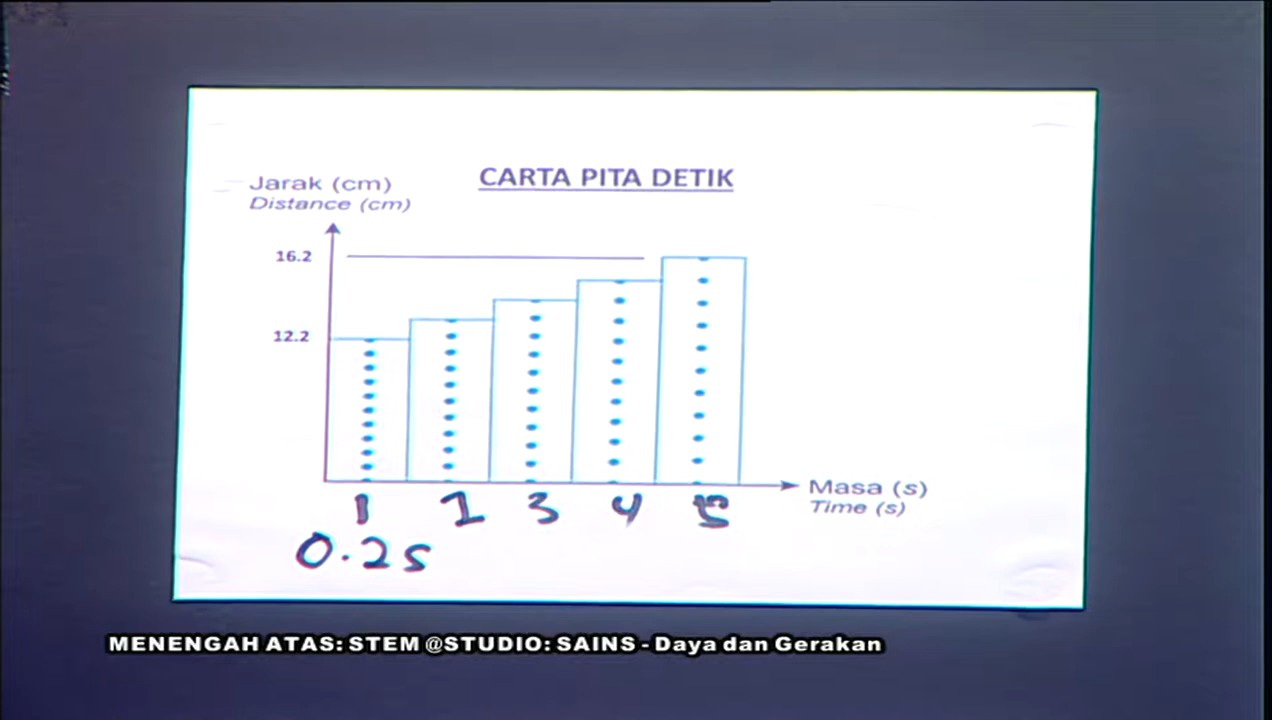 CARTA PITA DETIK
Jarak (cm)
Distance (cm)
16.2
12.2
Masa (s)
Time (s)
1 2 3 4 5
0.2s
MENENGAH ATAS: STEM @STUDIO: SAINS - Daya dan Gerakan